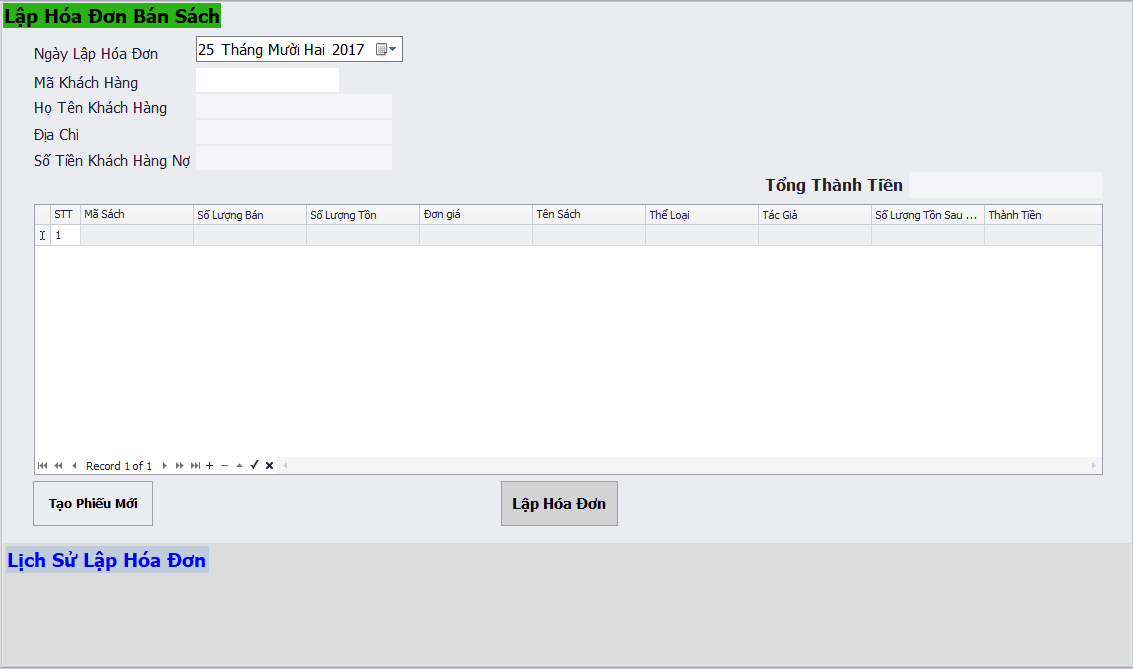 Lập Hóa Đơn Bán Sách
Ngày Lập Hóa Đơn 25 Tháng Mười Hai 2017
Mã Khách Hàng
Họ Tên Khách Hàng
Địa Chỉ
Số Tiền Khách Hàng Nợ
Tổng Thành Tiền
STT Mã Sách Số Lượng Bán Số Lượng Tồn Đơn giá Tên Sách Thể Loại Tác Giả Số Lượng Tồn Sau ... Thành Tiền
1
Record 1 of 1
Tạo Phiếu Mới Lập Hóa Đơn
Lịch Sử Lập Hóa Đơn